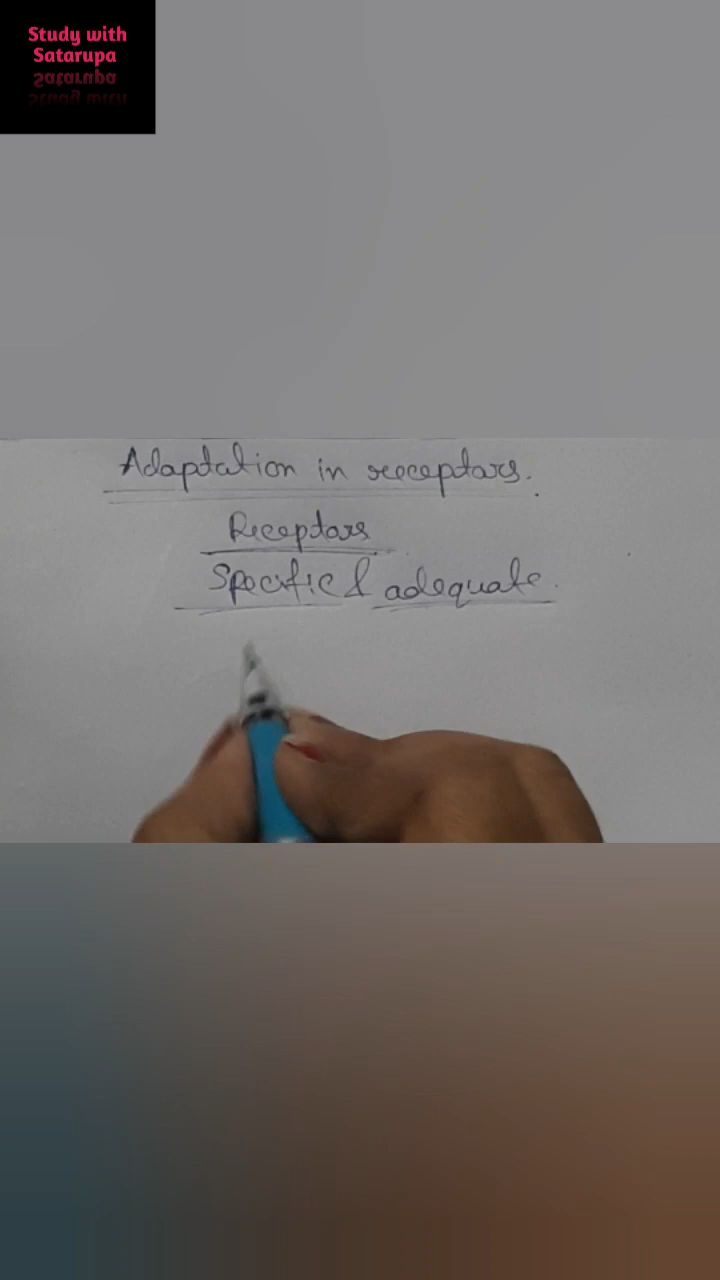 Study with
Satarupa
Adaptation in receptors.
Receptors
Specific & adequate.